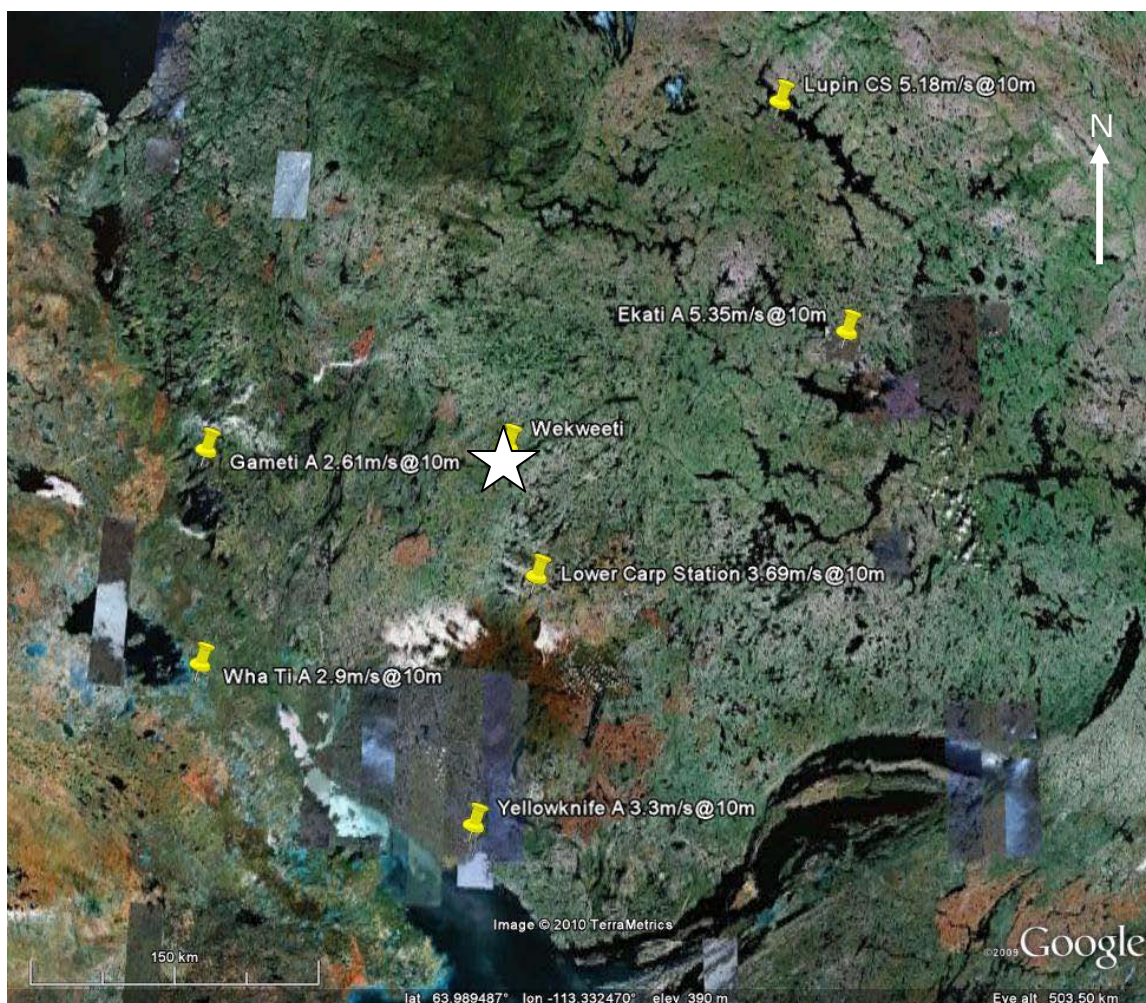 Lupin CS 5.18m/s@10m
N
Ekati A 5.35m/s@10m
Wekweeti
Gameti A 2.61m/s@10m
Lower Carp Station 3.69m/s@10m
Wha Ti A 2.9m/s@10m
Yellowknife A 3.3m/s@10m
Image © 2010 TerraMetrics
©2009 Google
150 km
lat 63.989487° lon -113.332470° elev 390 m Eye alt 503.50 km